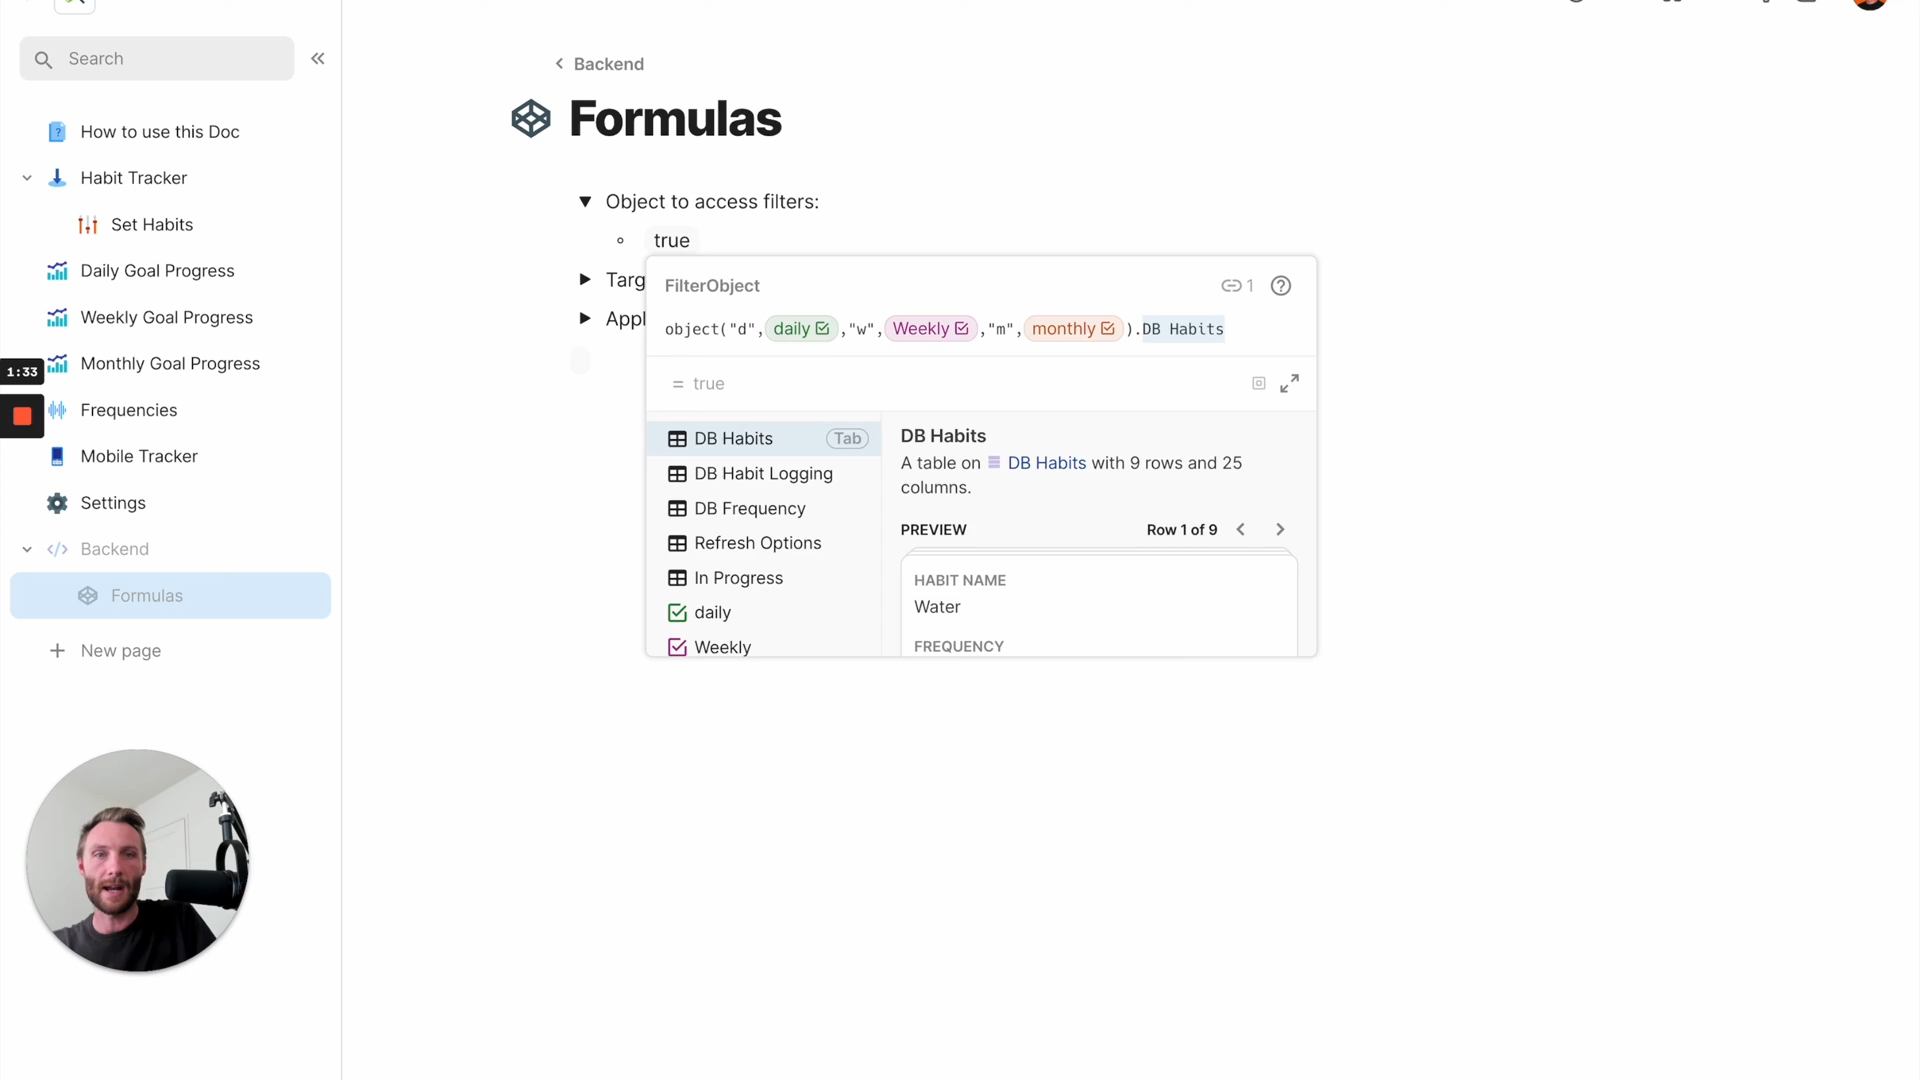 Search
How to use this Doc
Habit Tracker
Set Habits
Daily Goal Progress
Weekly Goal Progress
Monthly Goal Progress
1:33
Frequencies
Mobile Tracker
Settings
Backend
Formulas
New page
Backend
Formulas
Object to access filters:
true
Targ
Appl
FilterObject
1
object("d",daily,"w",Weekly,"m",monthly).DB Habits
= true
DB Habits Tab
DB Habit Logging
DB Frequency
Refresh Options
In Progress
daily
Weekly
DB Habits
A table on DB Habits with 9 rows and 25
columns.
PREVIEW Row 1 of 9
HABIT NAME
Water
FREQUENCY